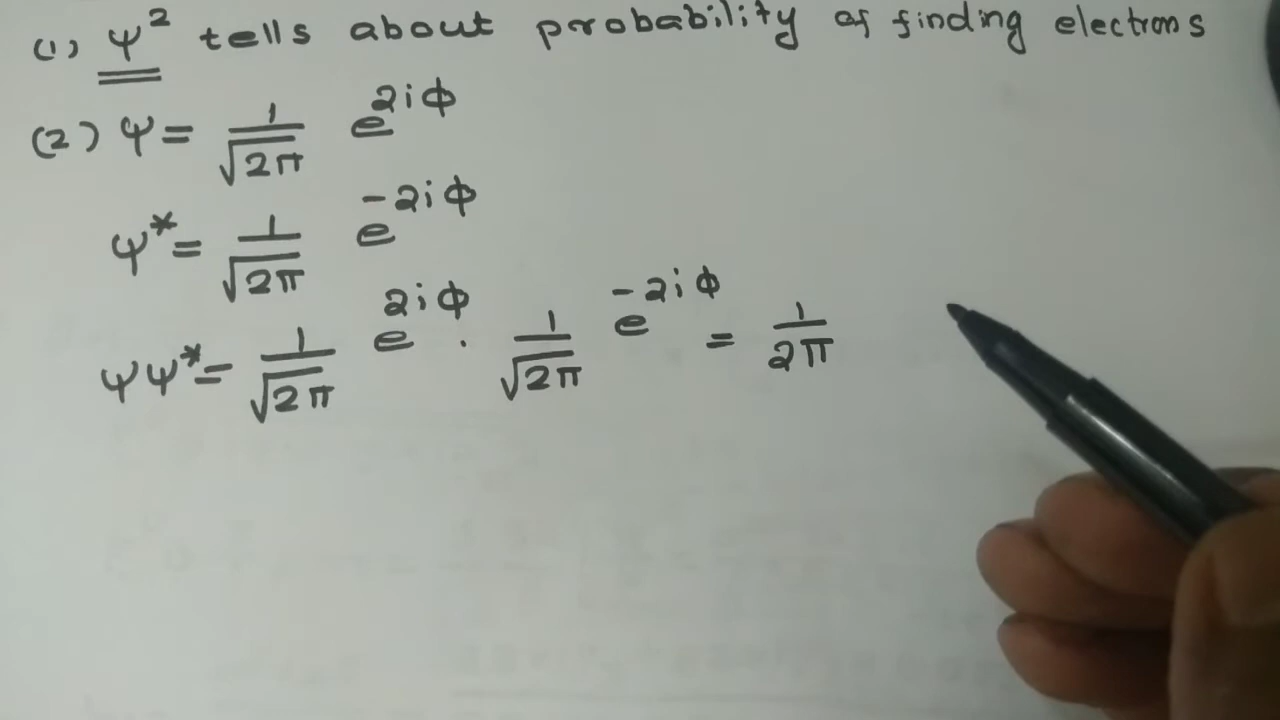 (1) ψ² tells about probability of finding electrons
(2) ψ = 1/√2π e^2iφ
ψ* = 1/√2π e^-2iφ
ψψ* = 1/√2π e^2iφ · 1/√2π e^-2iφ = 1/2π